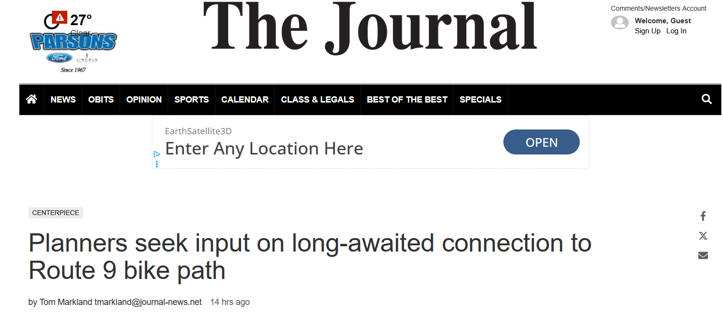 27°
Clear
PARSONS
Ford LINCOLN
Since 1967
The Journal
Comments/Newsletters Account
Welcome, Guest
Sign Up Log In
NEWS OBITS OPINION SPORTS CALENDAR CLASS & LEGALS BEST OF THE BEST SPECIALS
EarthSatellite3D
Enter Any Location Here
OPEN
CENTERPIECE
Planners seek input on long-awaited connection to
Route 9 bike path
by Tom Markland tmarkland@journal-news.net 14 hrs ago